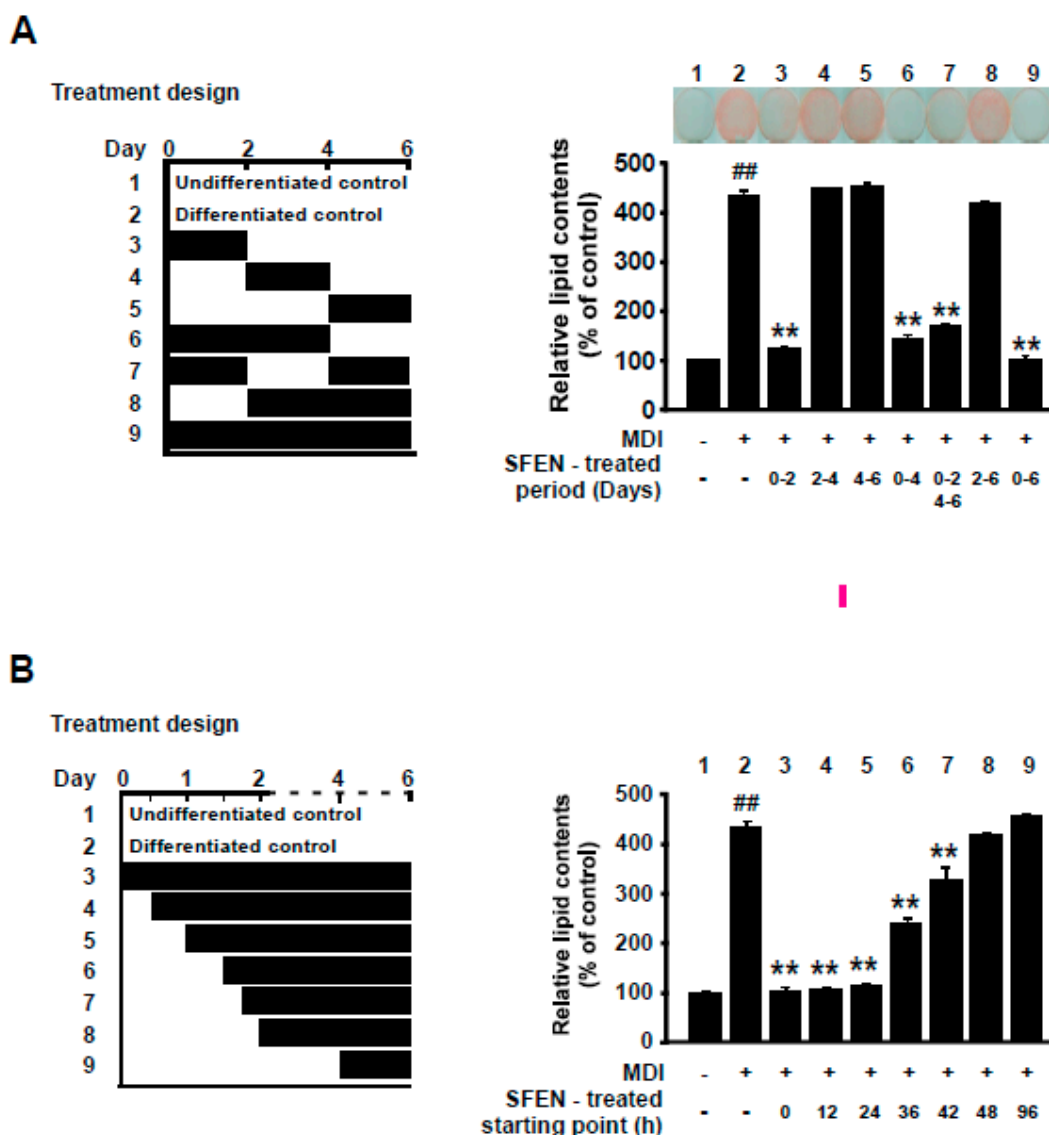 A
Treatment design
Day 0 2 4 6
1 Undifferentiated control
2 Differentiated control
3
4
5
6
7
8
9
1 2 3 4 5 6 7 8 9
Relative lipid contents
(% of control)
500
400
300
200
100
0
##
**
**
**
**
MDI - + + + + + + + +
SFEN - treated
period (Days) - - 0-2 2-4 4-6 0-4 0-2 2-6 0-6
4-6
B
Treatment design
Day 0 1 2 4 6
1 Undifferentiated control
2 Differentiated control
3
4
5
6
7
8
9
1 2 3 4 5 6 7 8 9
Relative lipid contents
(% of control)
500
400
300
200
100
0
##
**
**
**
**
**
MDI - + + + + + + + +
SFEN - treated
starting point (h) - - 0 12 24 36 42 48 96